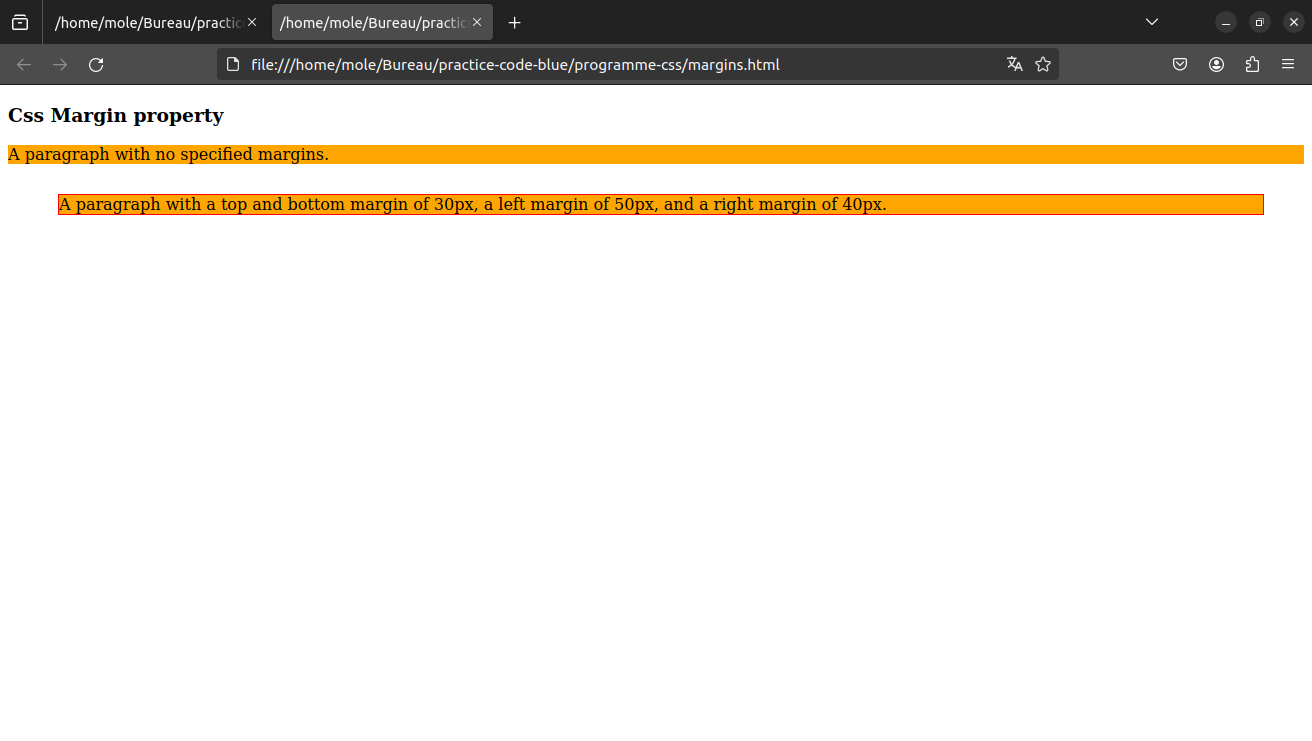 /home/mole/Bureau/practic
/home/mole/Bureau/practic
file:///home/mole/Bureau/practice-code-blue/programme-css/margins.html
Css Margin property
A paragraph with no specified margins.
A paragraph with a top and bottom margin of 30px, a left margin of 50px, and a right margin of 40px.